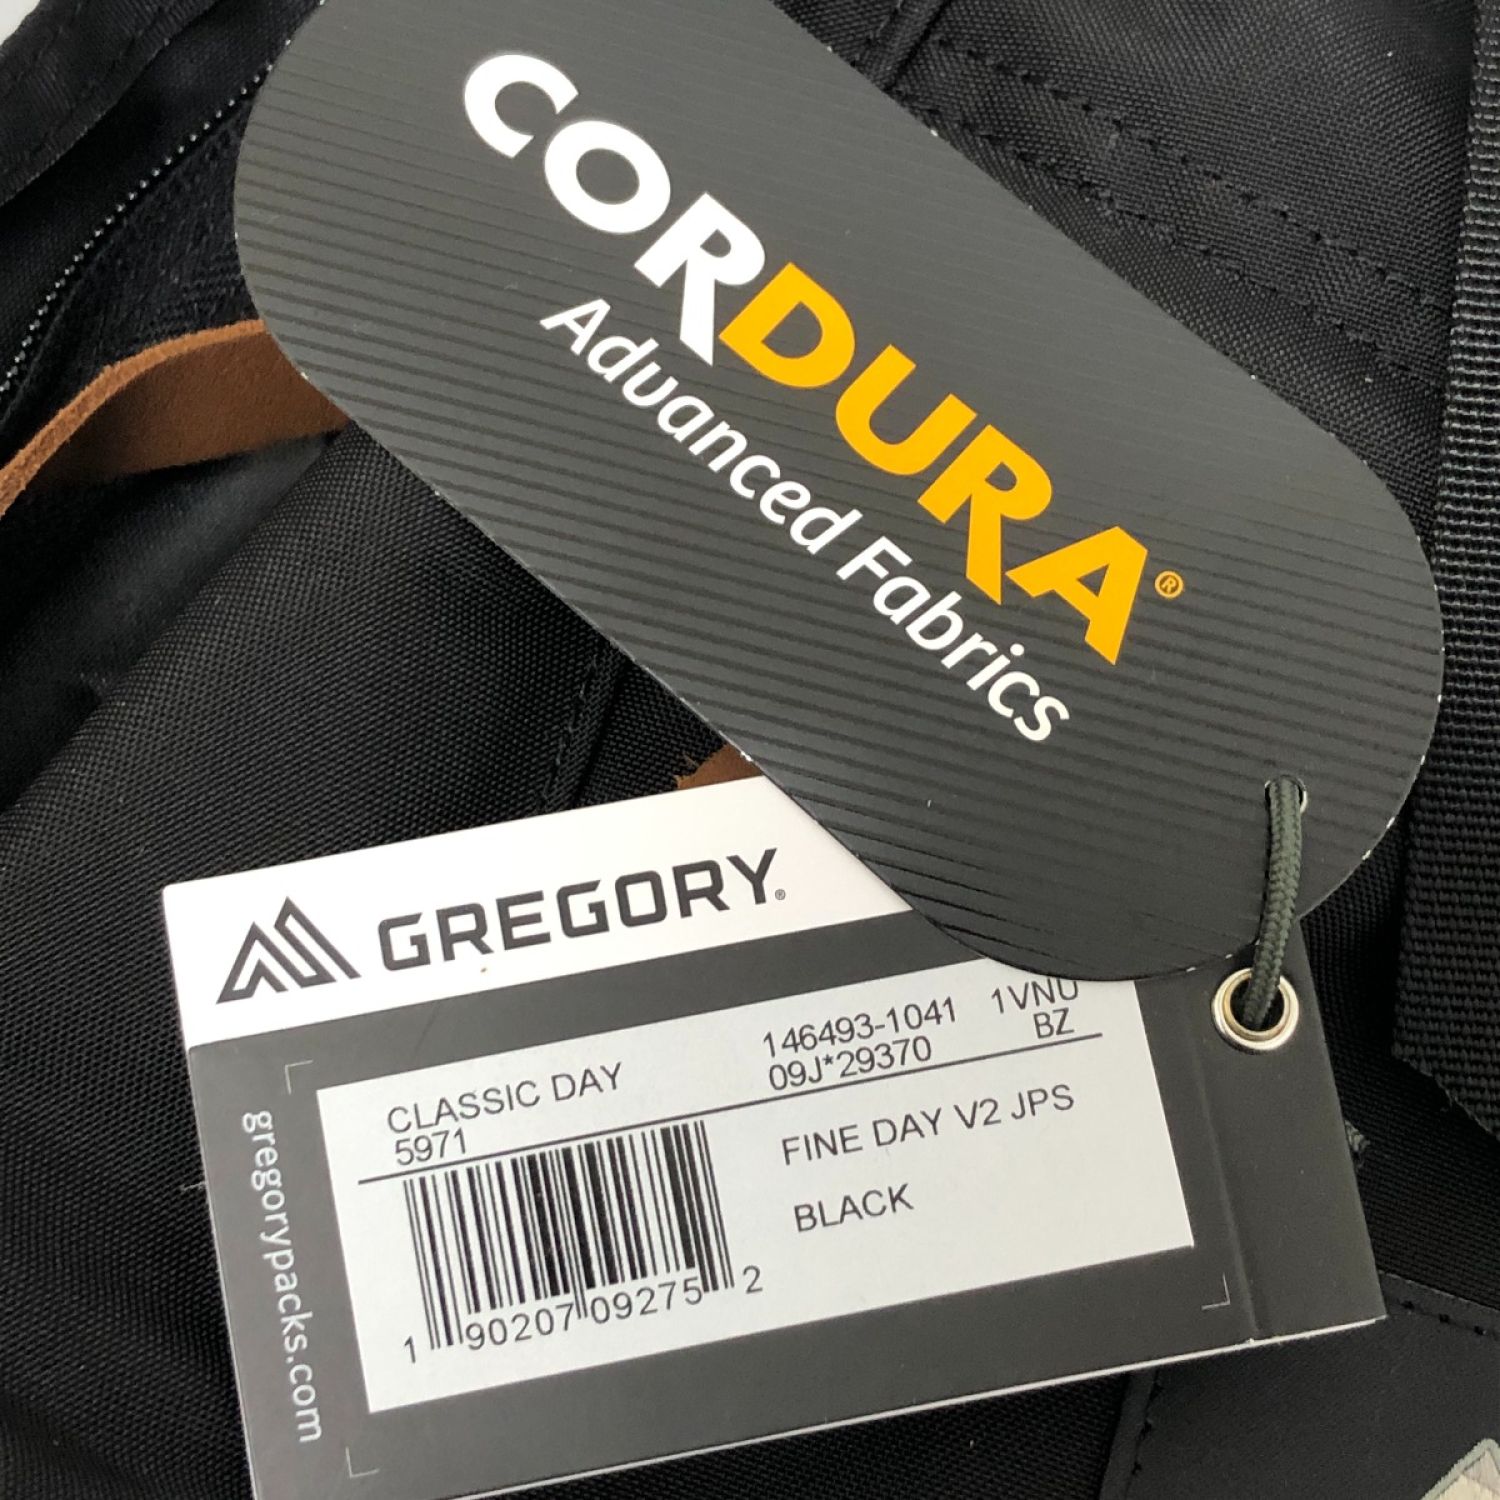 CORDURA®
Advanced Fabrics
GREGORY®
CLASSIC DAY
5971
146493-1041 1VNU
09J*29370 BZ
FINE DAY V2 JPS
BLACK
1 90207 09275 2
gregorypacks.com